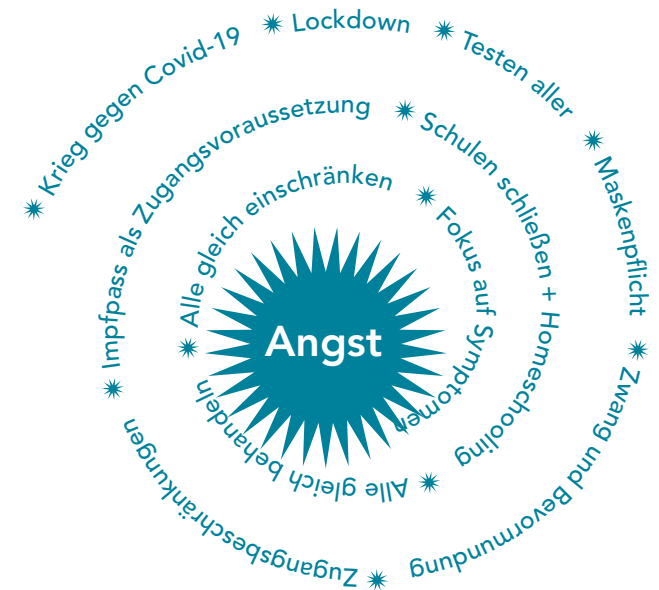 Krieg gegen Covid-19
Lockdown
Testen aller
Maskenpflicht
Zwang und Bevormundung
Zugangsbeschränkungen
Impfpass als Zugangsvoraussetzung
Schulen schließen + Homeschooling
Alle gleich behandeln
Alle gleich einschränken
Fokus auf Symptomen
Angst